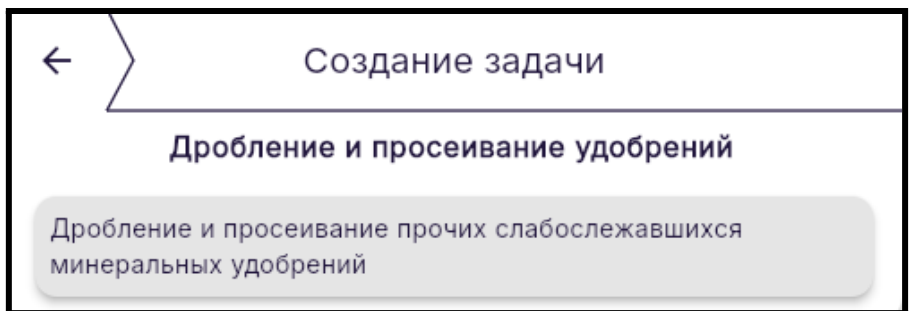 Создание задачи
Дробление и просеивание удобрений
Дробление и просеивание прочих слабослежавшихся
минеральных удобрений